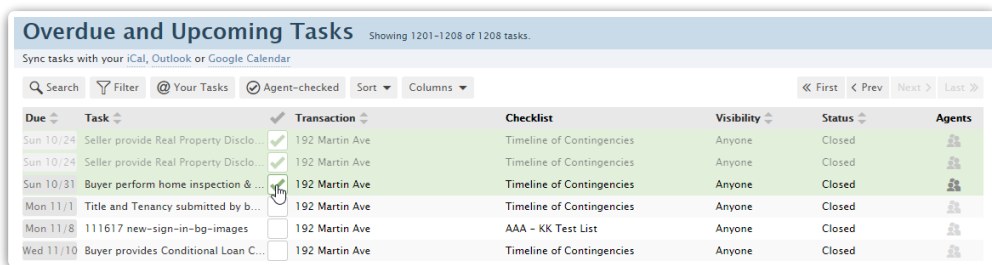 Overdue and Upcoming Tasks Showing 1201-1208 of 1208 tasks.
Sync tasks with your iCal, Outlook or Google Calendar
Search Filter @ Your Tasks Agent-checked Sort Columns First Prev Next Last
Due Task Transaction Checklist Visibility Status Agents
Sun 10/24 Seller provide Real Property Disclo... 192 Martin Ave Timeline of Contingencies Anyone Closed
Sun 10/24 Seller provide Real Property Disclo... 192 Martin Ave Timeline of Contingencies Anyone Closed
Sun 10/31 Buyer perform home inspection & ... 192 Martin Ave Timeline of Contingencies Anyone Closed
Mon 11/1 Title and Tenancy submitted by b... 192 Martin Ave Timeline of Contingencies Anyone Closed
Mon 11/8 111617 new-sign-in-bg-images 192 Martin Ave AAA - KK Test List Anyone Closed
Wed 11/10 Buyer provides Conditional Loan C... 192 Martin Ave Timeline of Contingencies Anyone Closed